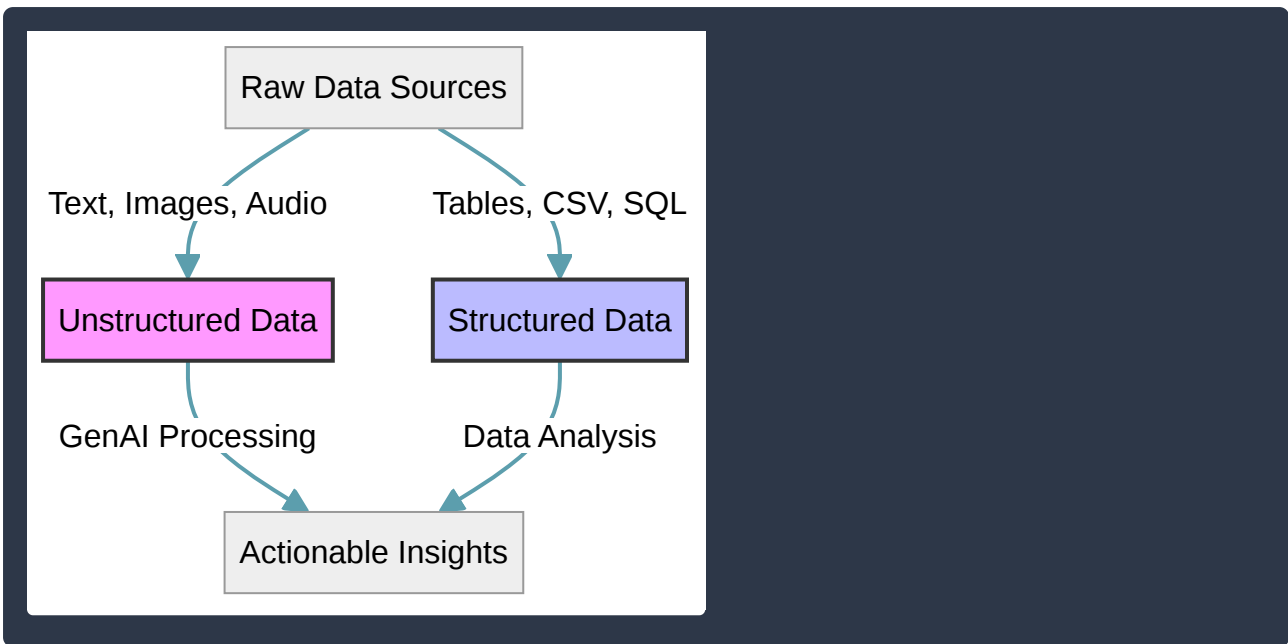 Raw Data Sources
Text, Images, Audio
Tables, CSV, SQL
Unstructured Data
Structured Data
GenAI Processing
Data Analysis
Actionable Insights